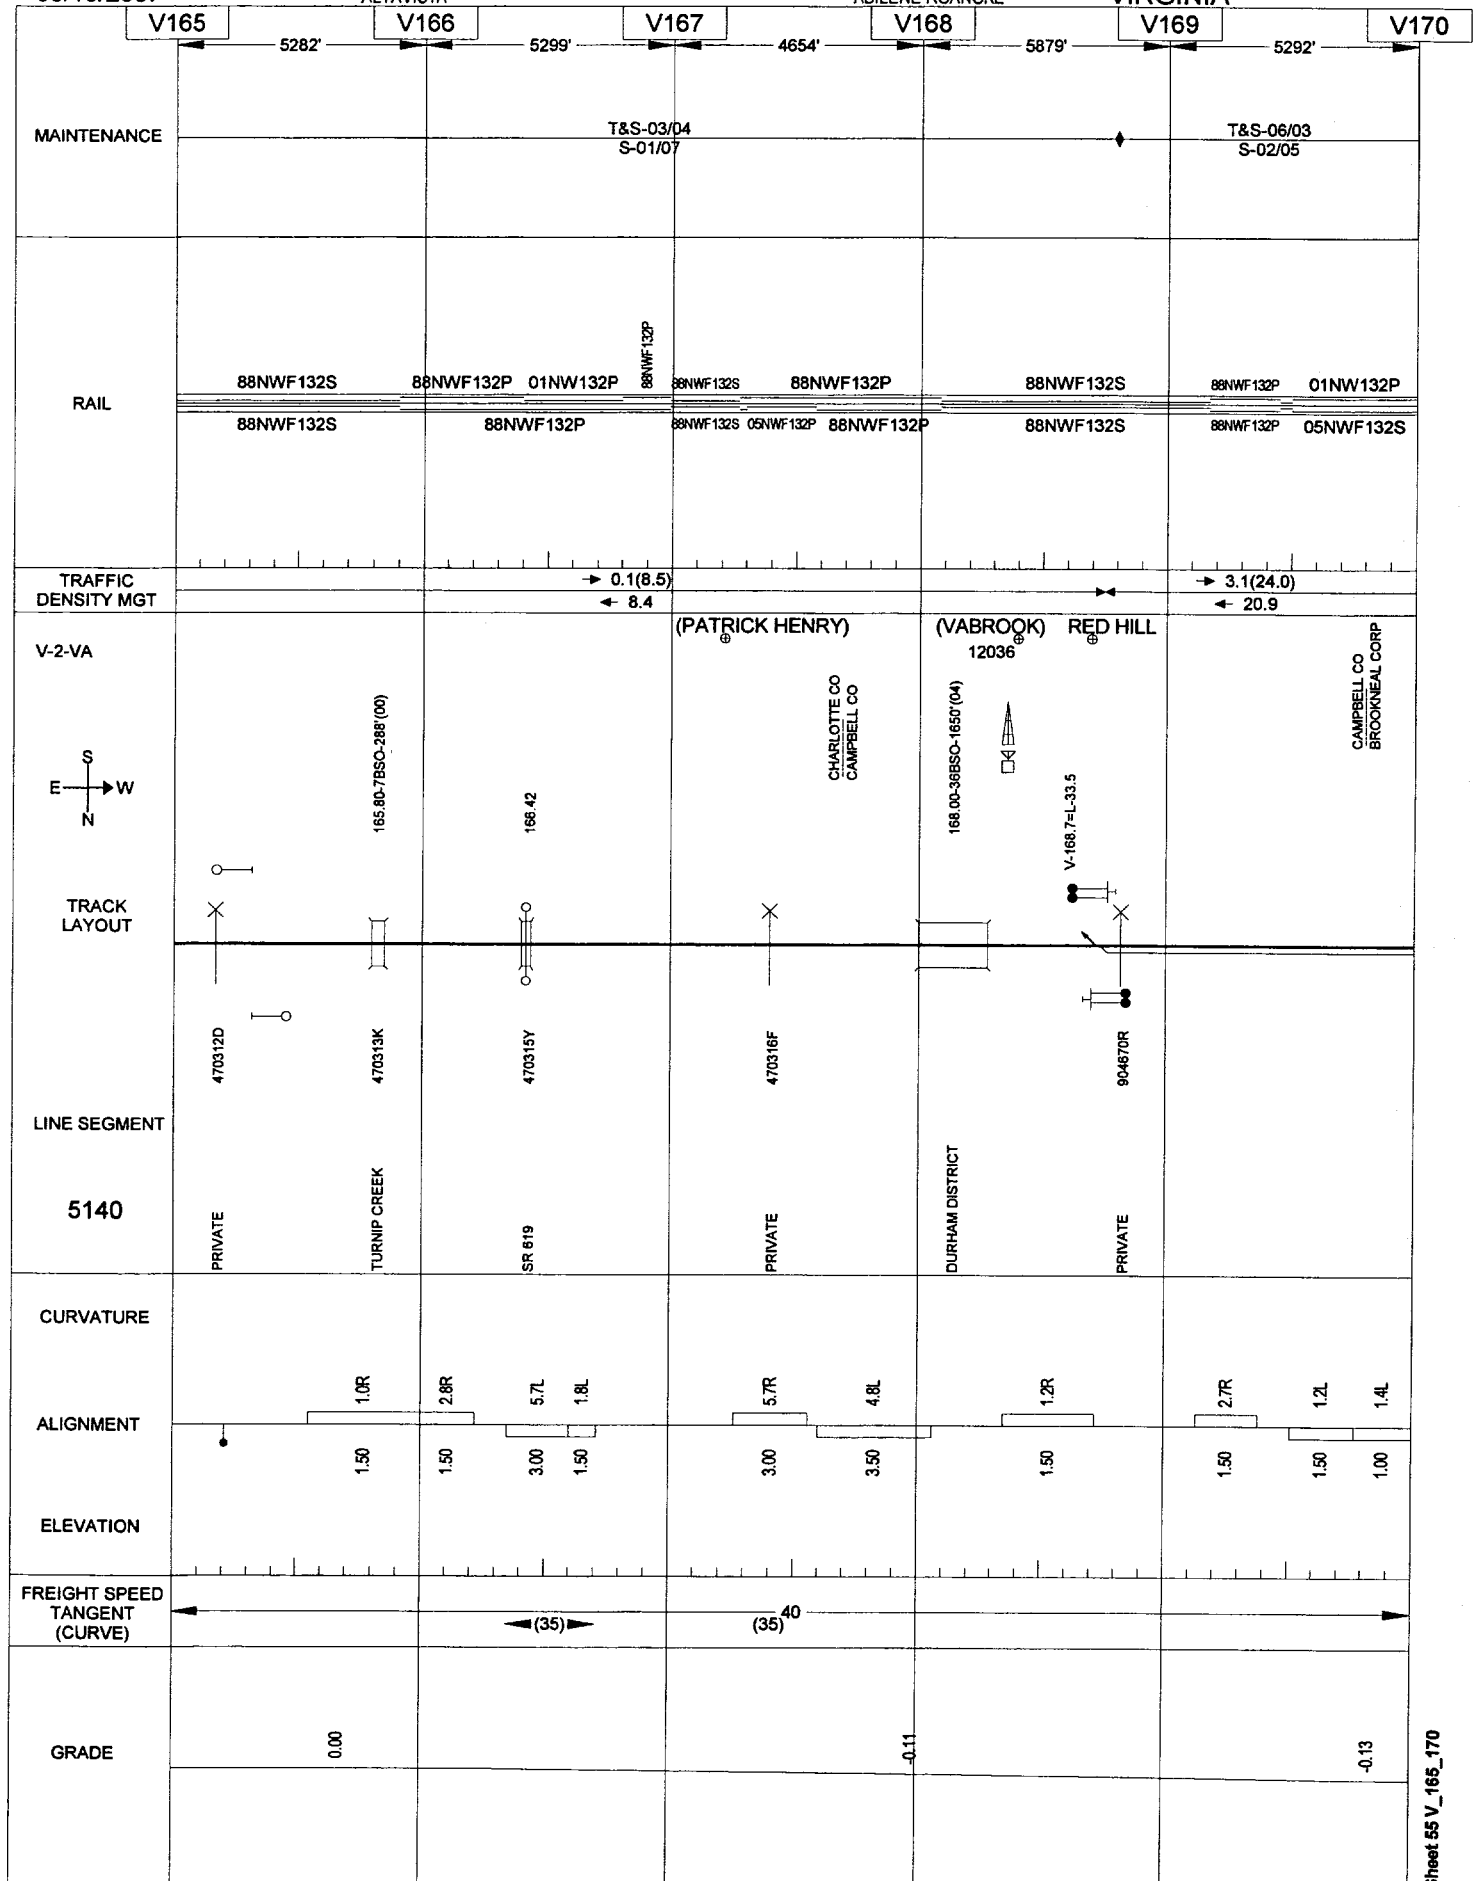 VIRGINIA
V165
V166
V167
V168
V169
V170
5282'
5299'
4654'
5879'
5292'
MAINTENANCE
T&S-03/04
S-01/07
T&S-06/03
S-02/05
RAIL
88NWF132S
88NWF132P
01NW132P
88NWF132P
88NWF132S
88NWF132P
88NWF132S
88NWF132P
01NW132P
88NWF132S
88NWF132P
88NWF132S
05NWF132P
88NWF132P
88NWF132S
88NWF132P
05NWF132S
TRAFFIC
DENSITY MGT
0.1(8.5)
8.4
3.1(24.0)
20.9
V-2-VA
(PATRICK HENRY)
(VABROOK)
RED HILL
12036
165.80-7BSO-288'(00)
166.42
CHARLOTTE CO
CAMPBELL CO
168.00-36BSO-1650'(04)
V-168.7=L-33.5
CAMPBELL CO
BROOKNEAL CORP
S
E
W
N
TRACK
LAYOUT
470312D
470313K
470315Y
470316F
904670R
LINE SEGMENT
5140
PRIVATE
TURNIP CREEK
SR 619
PRIVATE
DURHAM DISTRICT
PRIVATE
CURVATURE
1.0R
2.8R
5.7L
1.8L
5.7R
4.8L
1.2R
2.7R
1.2L
1.4L
ALIGNMENT
1.50
1.50
3.00
1.50
3.00
3.50
1.50
1.50
1.50
1.00
ELEVATION
FREIGHT SPEED
TANGENT
(CURVE)
40
(35)
(35)
GRADE
0.00
-0.11
-0.13
Sheet 55 V_165_170